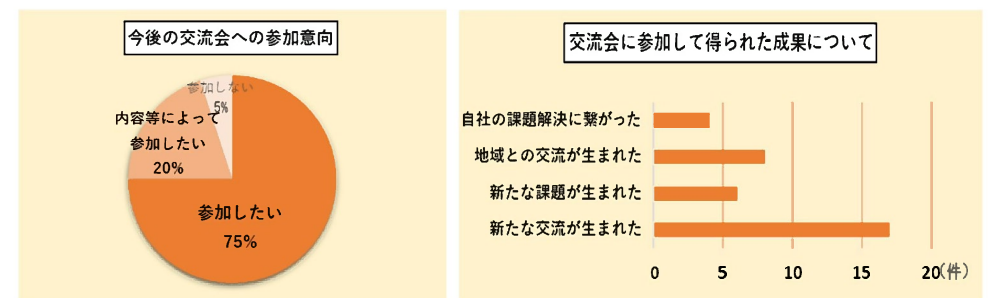 今後の交流会への参加意向
参加しない
5%
内容等によって
参加したい
20%
参加したい
75%
交流会に参加して得られた成果について
自社の課題解決に繋がった
地域との交流が生まれた
新たな課題が生まれた
新たな交流が生まれた
0 5 10 15 20(件)